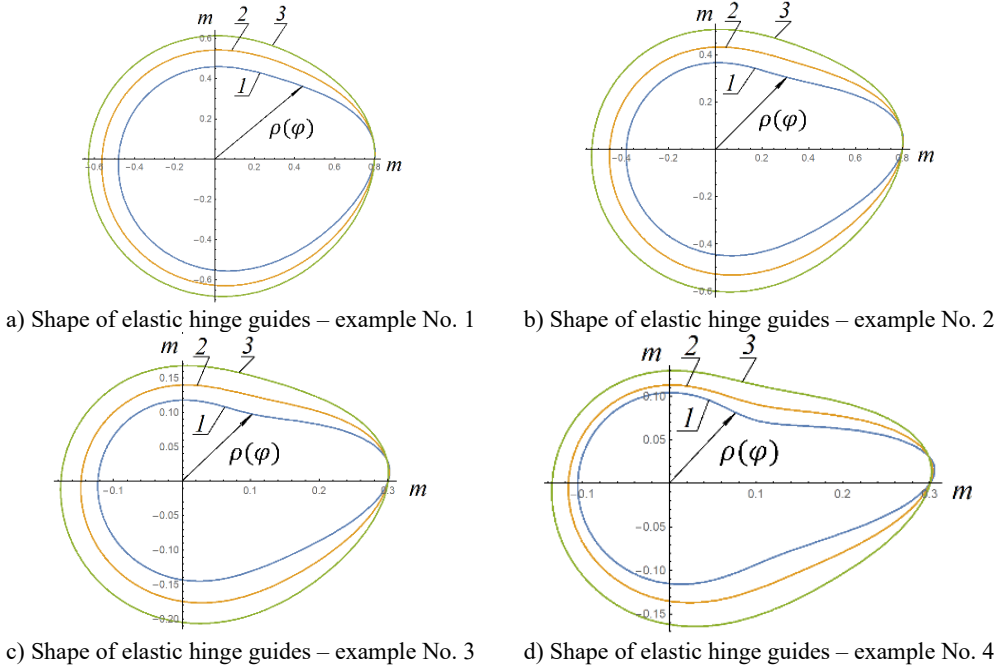 m 2 3
0.6
0.4
1
0.2
ρ(φ)
-0.6 -0.4 -0.2 0.2 0.4 0.6 0.8 m
-0.2
-0.4
-0.6
a) Shape of elastic hinge guides – example No. 1
m 2 3
0.4
1
0.2
ρ(φ)
-0.4 -0.2 0.2 0.4 0.6 0.8 m
-0.2
-0.4
-0.6
b) Shape of elastic hinge guides – example No. 2
m 2 3
0.15
0.10
1
0.05
ρ(φ)
-0.1 0.1 0.2 0.3 m
-0.05
-0.10
-0.15
-0.20
c) Shape of elastic hinge guides – example No. 3
m 2 3
0.10
1
0.05
ρ(φ)
-0.1 0.1 0.2 0.3 m
-0.05
-0.10
-0.15
d) Shape of elastic hinge guides – example No. 4